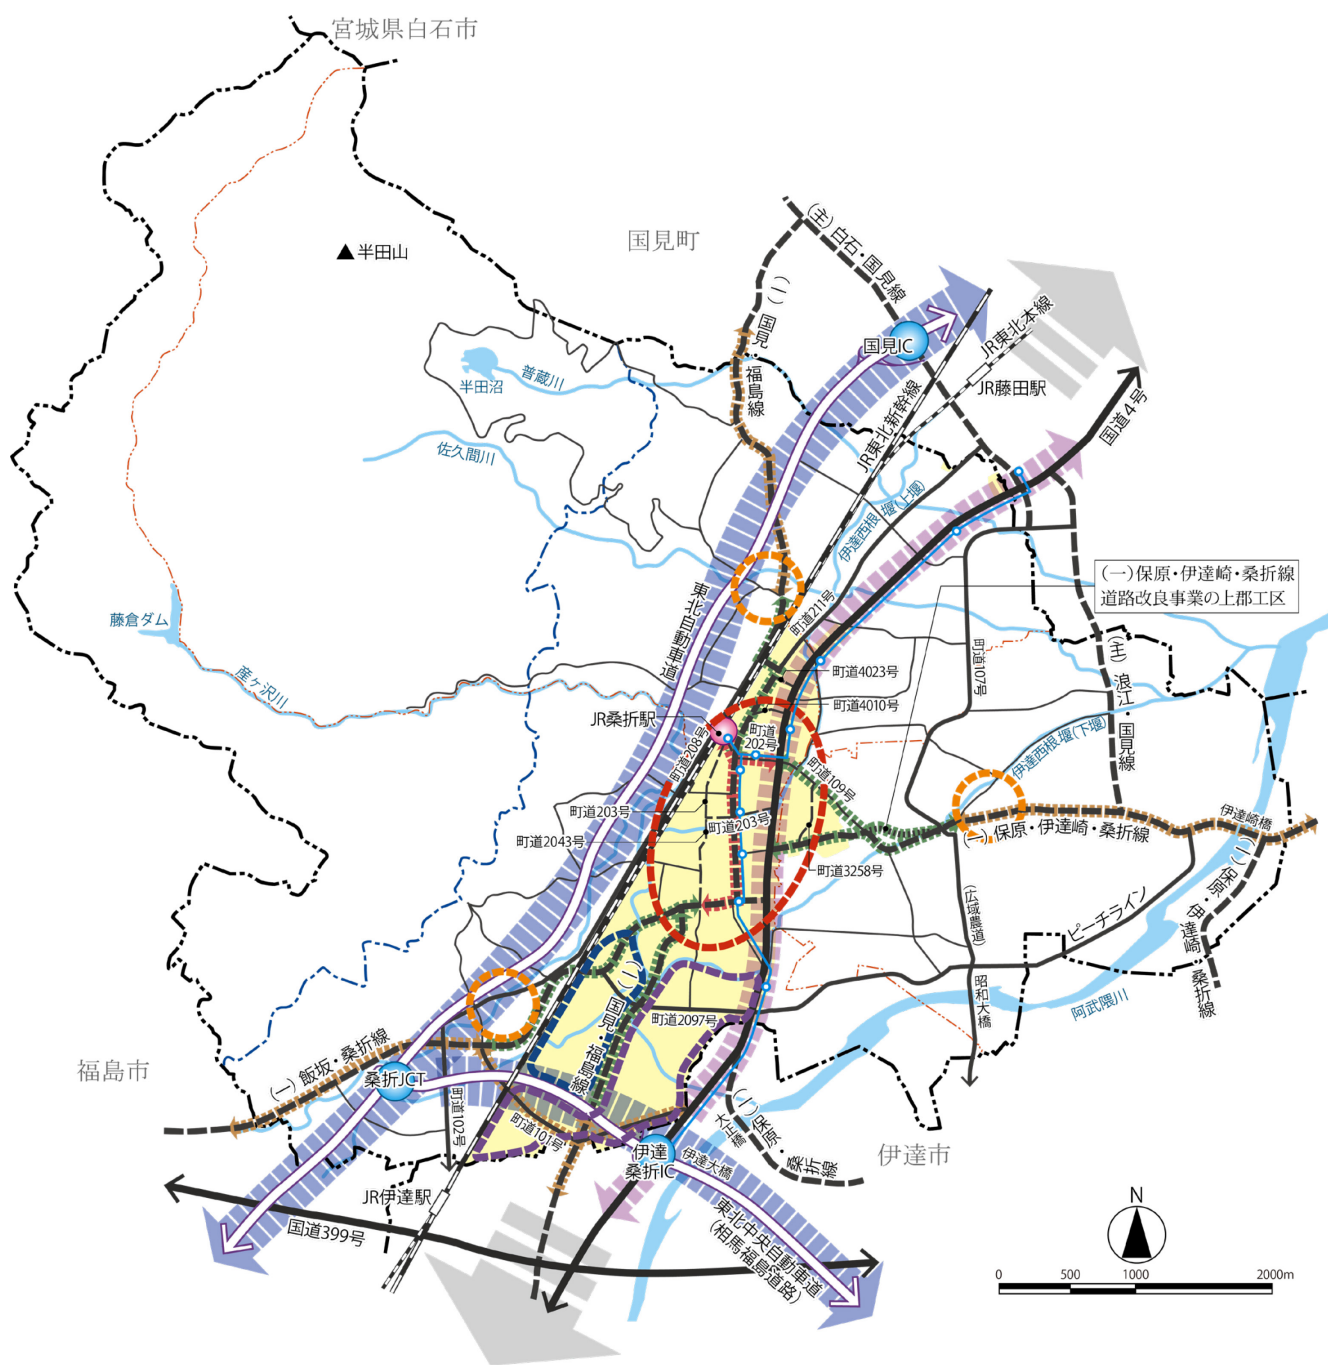 宮城県白石市
国見町
(主)白石・国見線
▲半田山
(一)国見・福島線
国見IC
JR東北本線
JR藤田駅
JR東北新幹線
国道4号
半田沼
普蔵川
佐久間川
伊達西根堰(上堰)
東北自動車道
(一)保原・伊達崎・桑折線
道路改良事業の上郡工区
町道211号
町道107号
(主)浪江・国見線
藤倉ダム
産ヶ沢川
町道4023号
町道4010号
JR桑折駅
町道
202号
町道208号
町道109号
伊達西根堰(下堰)
町道203号
町道203号
町道2043号
(一)保原・伊達崎・桑折線
伊達崎橋
町道3258号
(一)保原・伊達崎・桑折線
(広域農道)
ピーチライン
昭和大橋
阿武隈川
(一)国見・福島線
町道2097号
福島市
(一)飯坂・桑折線
桑折JCT
町道102号
町道101号
大正橋
(一)保原・桑折線
伊達市
伊達
桑折IC
伊達大橋
JR伊達駅
国道399号
東北中央自動車道
(相馬福島道路)
N
0 500 1000 2000m